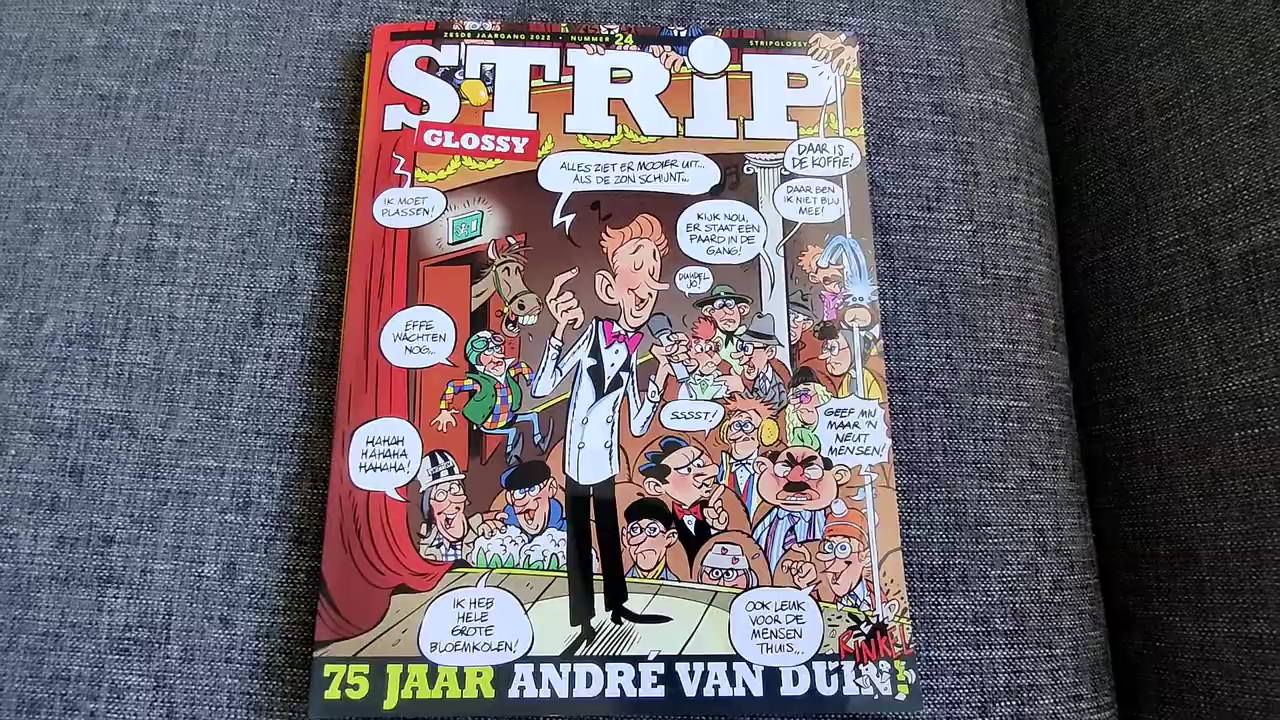 ZESDE JAARGANG 2022 • NUMMER 24
STRIPGLOSSY
STRIP
GLOSSY
DAAR IS
DE KOFFIE!
ALLES ZIET ER MOOIER UIT...
ALS DE ZON SCHIJNT...
IK MOET
PLASSEN!
DAAR BEN
IK NIET BLIJ
MEE!
KIJK NOU,
ER STAAT EEN
PAARD IN DE
GANG!
DUUDEL
JO!
EFFE
WACHTEN
NOG...
SSSST!
GEEF MIJ
MAAR 'N
NEUT
MENSEN!
HAHAH
HAHAHA
HAHAHA!
IK HEB
HELE
GROTE
BLOEMKOLEN!
OOK LEUK
VOOR DE
MENSEN
THUIS...
RINKEL
75 JAAR ANDRÉ VAN DUIN!